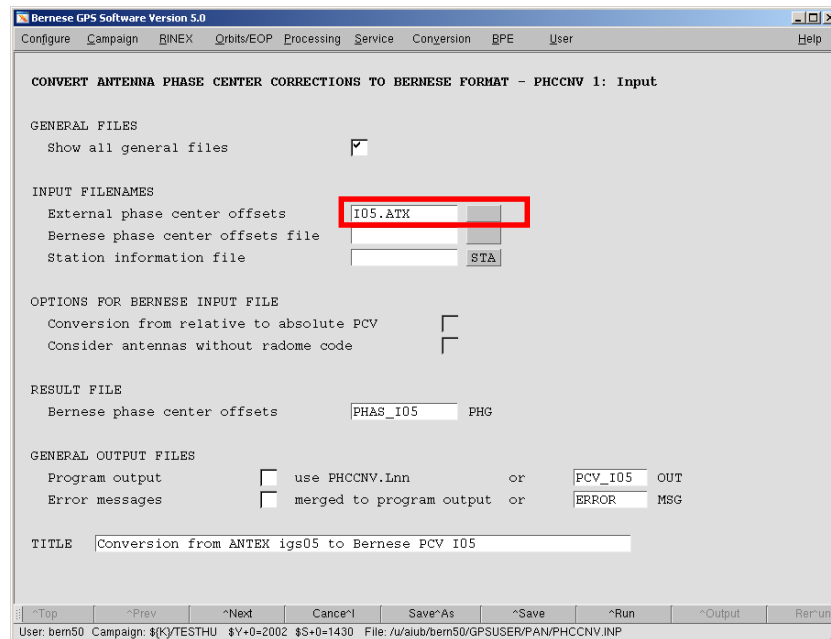 Bernese GPS Software Version 5.0
Configure Campaign RINEX Orbits/EOP Processing Service Conversion BPE User Help
CONVERT ANTENNA PHASE CENTER CORRECTIONS TO BERNESE FORMAT - PHCCNV 1: Input
GENERAL FILES
Show all general files
INPUT FILENAMES
External phase center offsets I05.ATX
Bernese phase center offsets file
Station information file STA
OPTIONS FOR BERNESE INPUT FILE
Conversion from relative to absolute PCV
Consider antennas without radome code
RESULT FILE
Bernese phase center offsets PHAS_I05 PHG
GENERAL OUTPUT FILES
Program output use PHCCNV.Lnn or PCV_I05 OUT
Error messages merged to program output or ERROR MSG
TITLE Conversion from ANTEX igs05 to Bernese PCV I05
^Top ^Prev ^Next Cance^l Save^As ^Save ^Run ^Output Rer^un
User: bern50 Campaign: ${K}/TESTHU $Y+0=2002 $S+0=1430 File: /u/aiub/bern50/GPSUSER/PAN/PHCCNV.INP